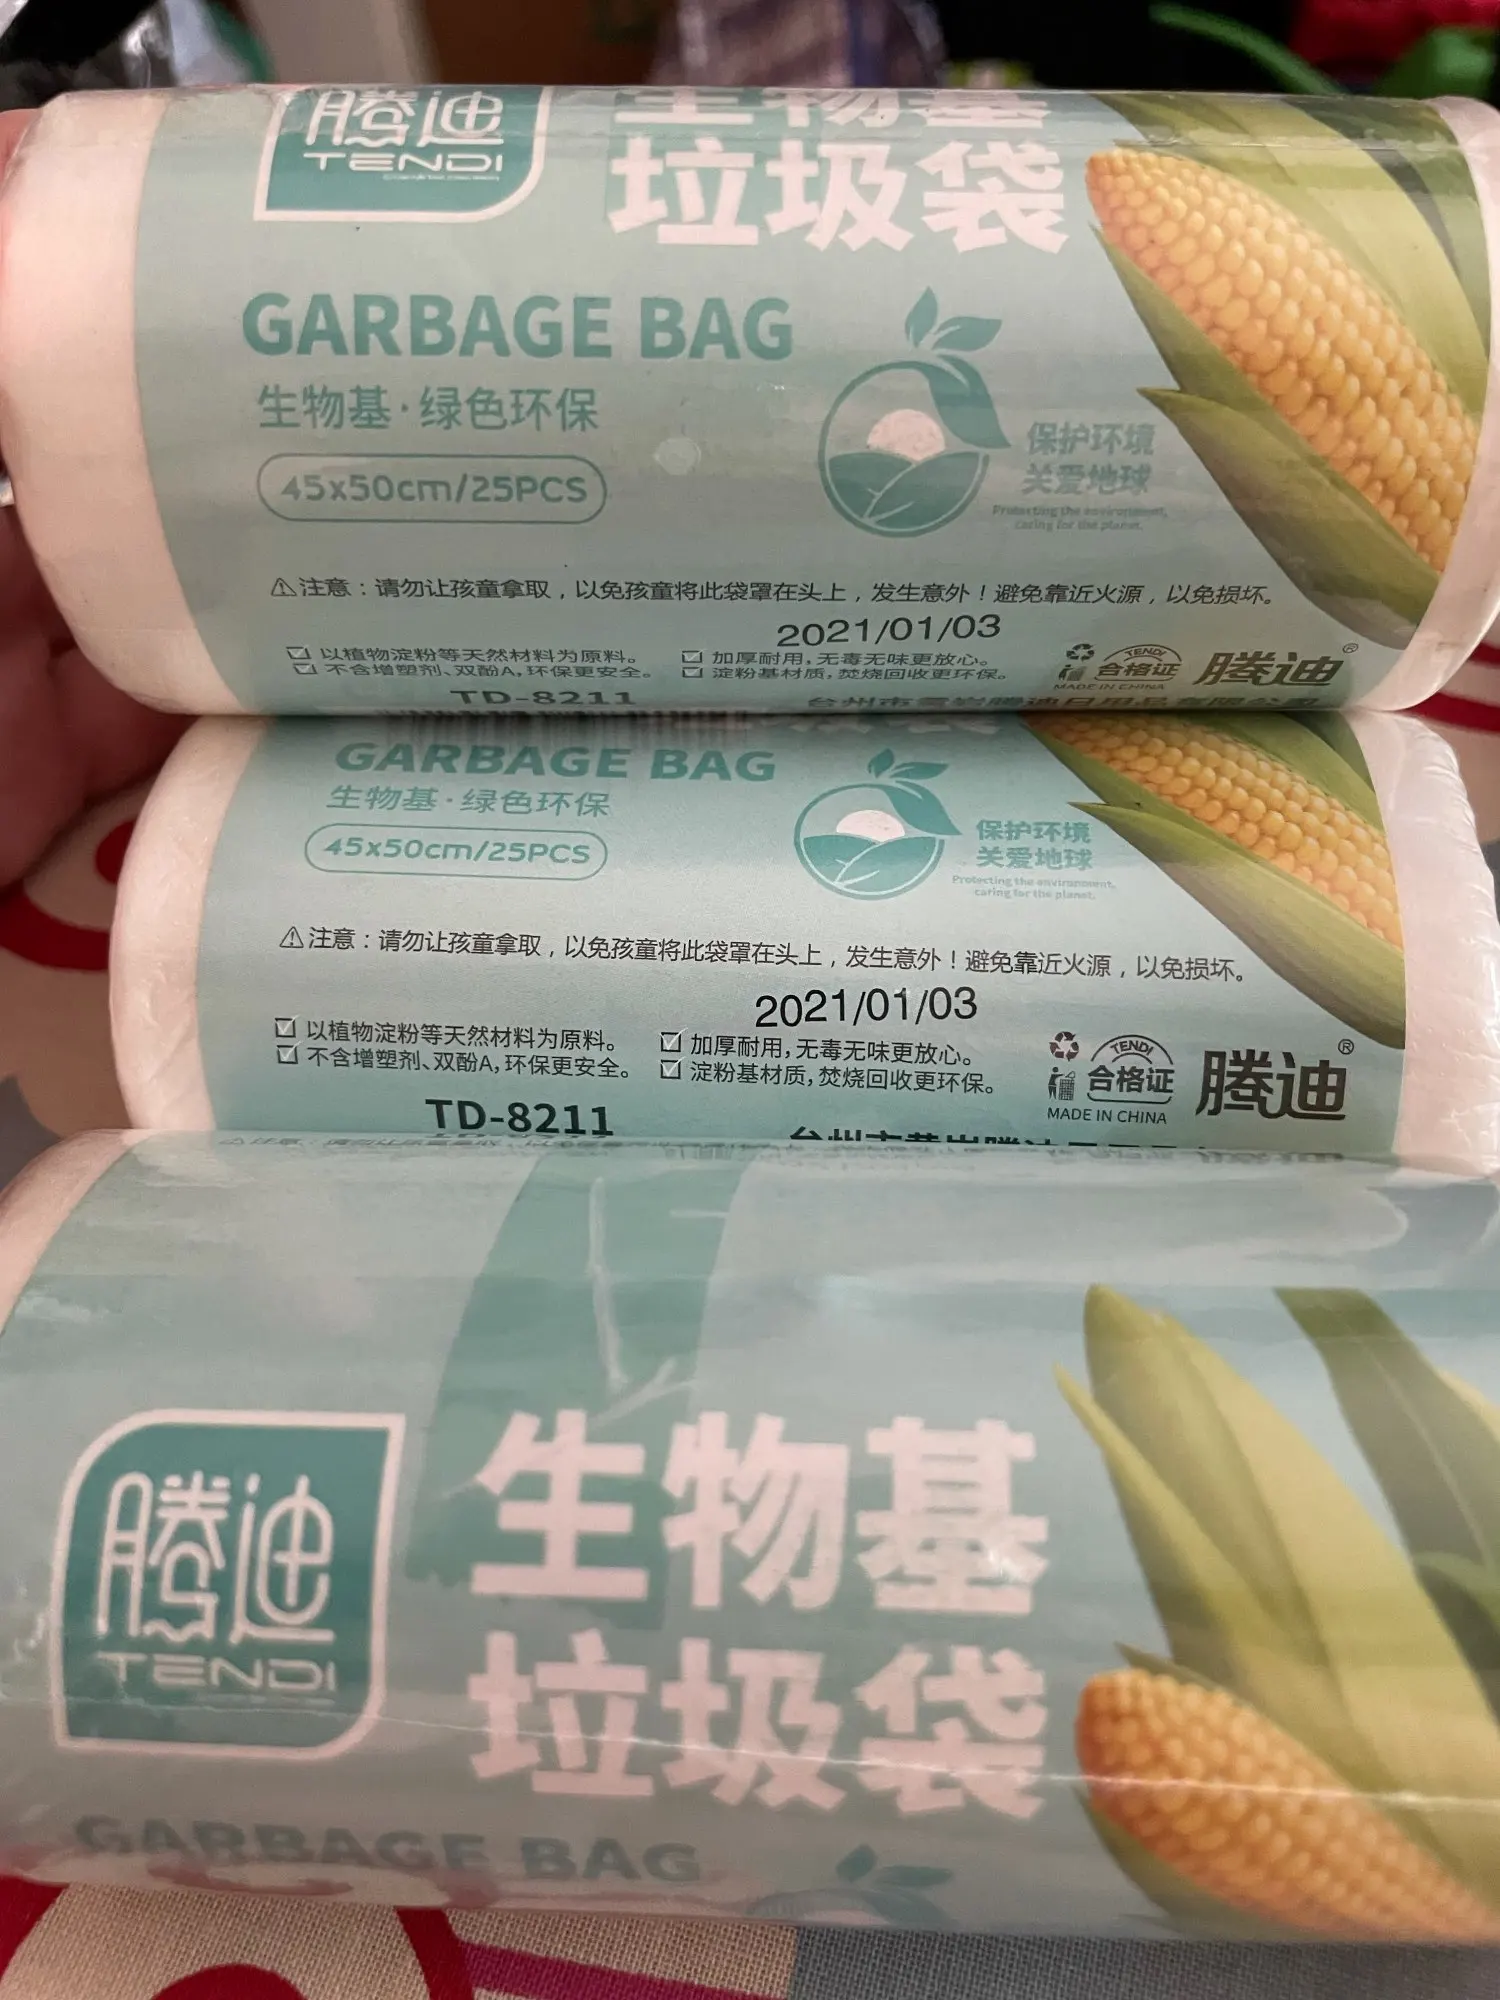 腾迪
TENDI
生物基
垃圾袋
GARBAGE BAG
生物基·绿色环保
45x50cm/25PCS
保护环境
关爱地球
Protecting the environment,
caring for the planet.
⚠注意：请勿让孩童拿取，以免孩童将此袋罩在头上，发生意外！避免靠近火源，以免损坏。
2021/01/03
☑ 以植物淀粉等天然材料为原料。
☑ 不含增塑剂、双酚A，环保更安全。
☑ 加厚耐用，无毒无味更放心。
☑ 淀粉基材质，焚烧回收更环保。
TENDI
合格证
MADE IN CHINA
腾迪®
TD-8211
GARBAGE BAG
生物基·绿色环保
45x50cm/25PCS
保护环境
关爱地球
Protecting the environment,
caring for the planet.
⚠注意：请勿让孩童拿取，以免孩童将此袋罩在头上，发生意外！避免靠近火源，以免损坏。
2021/01/03
☑ 以植物淀粉等天然材料为原料。
☑ 不含增塑剂、双酚A，环保更安全。
☑ 加厚耐用，无毒无味更放心。
☑ 淀粉基材质，焚烧回收更环保。
TENDI
合格证
MADE IN CHINA
腾迪®
TD-8211
腾迪
TENDI
生物基
垃圾袋
GARBAGE BAG